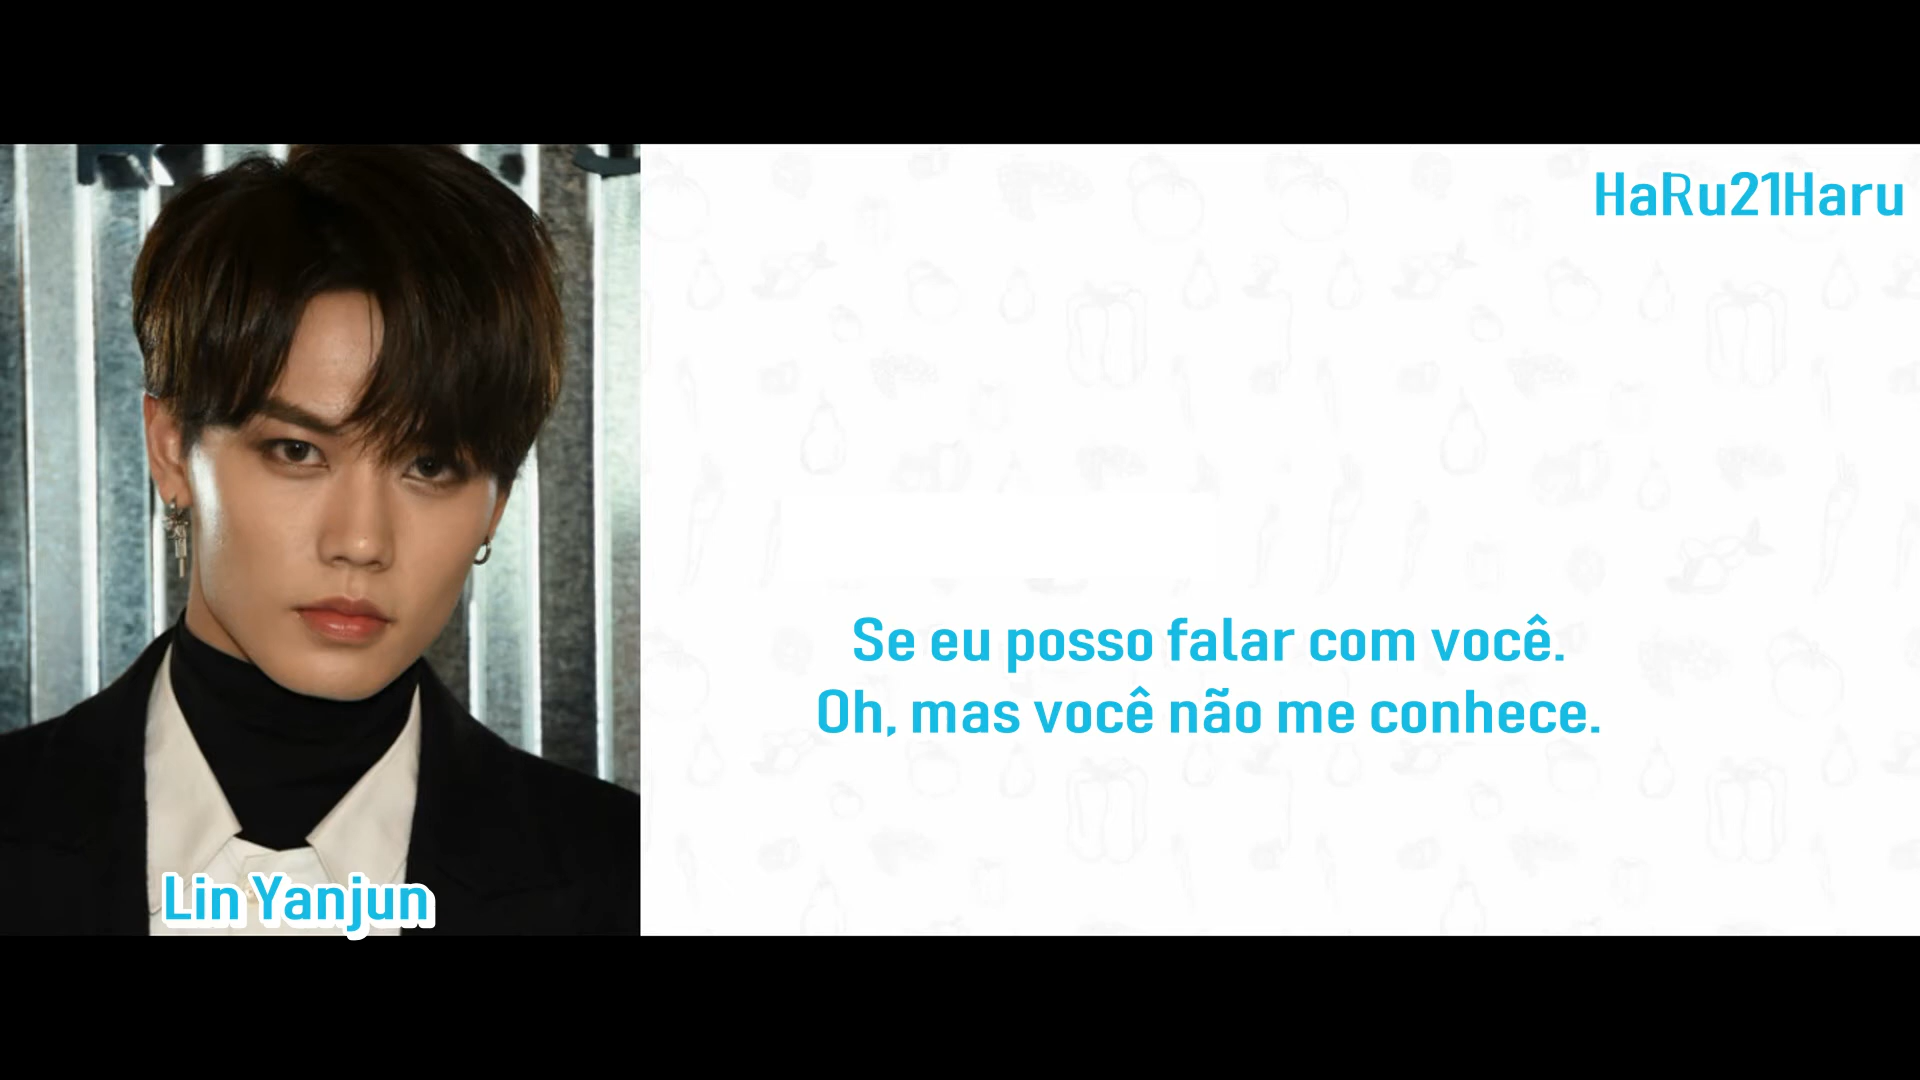 HaRu21Haru
Se eu posso falar com você.
Oh, mas você não me conhece.
Lin Yanjun